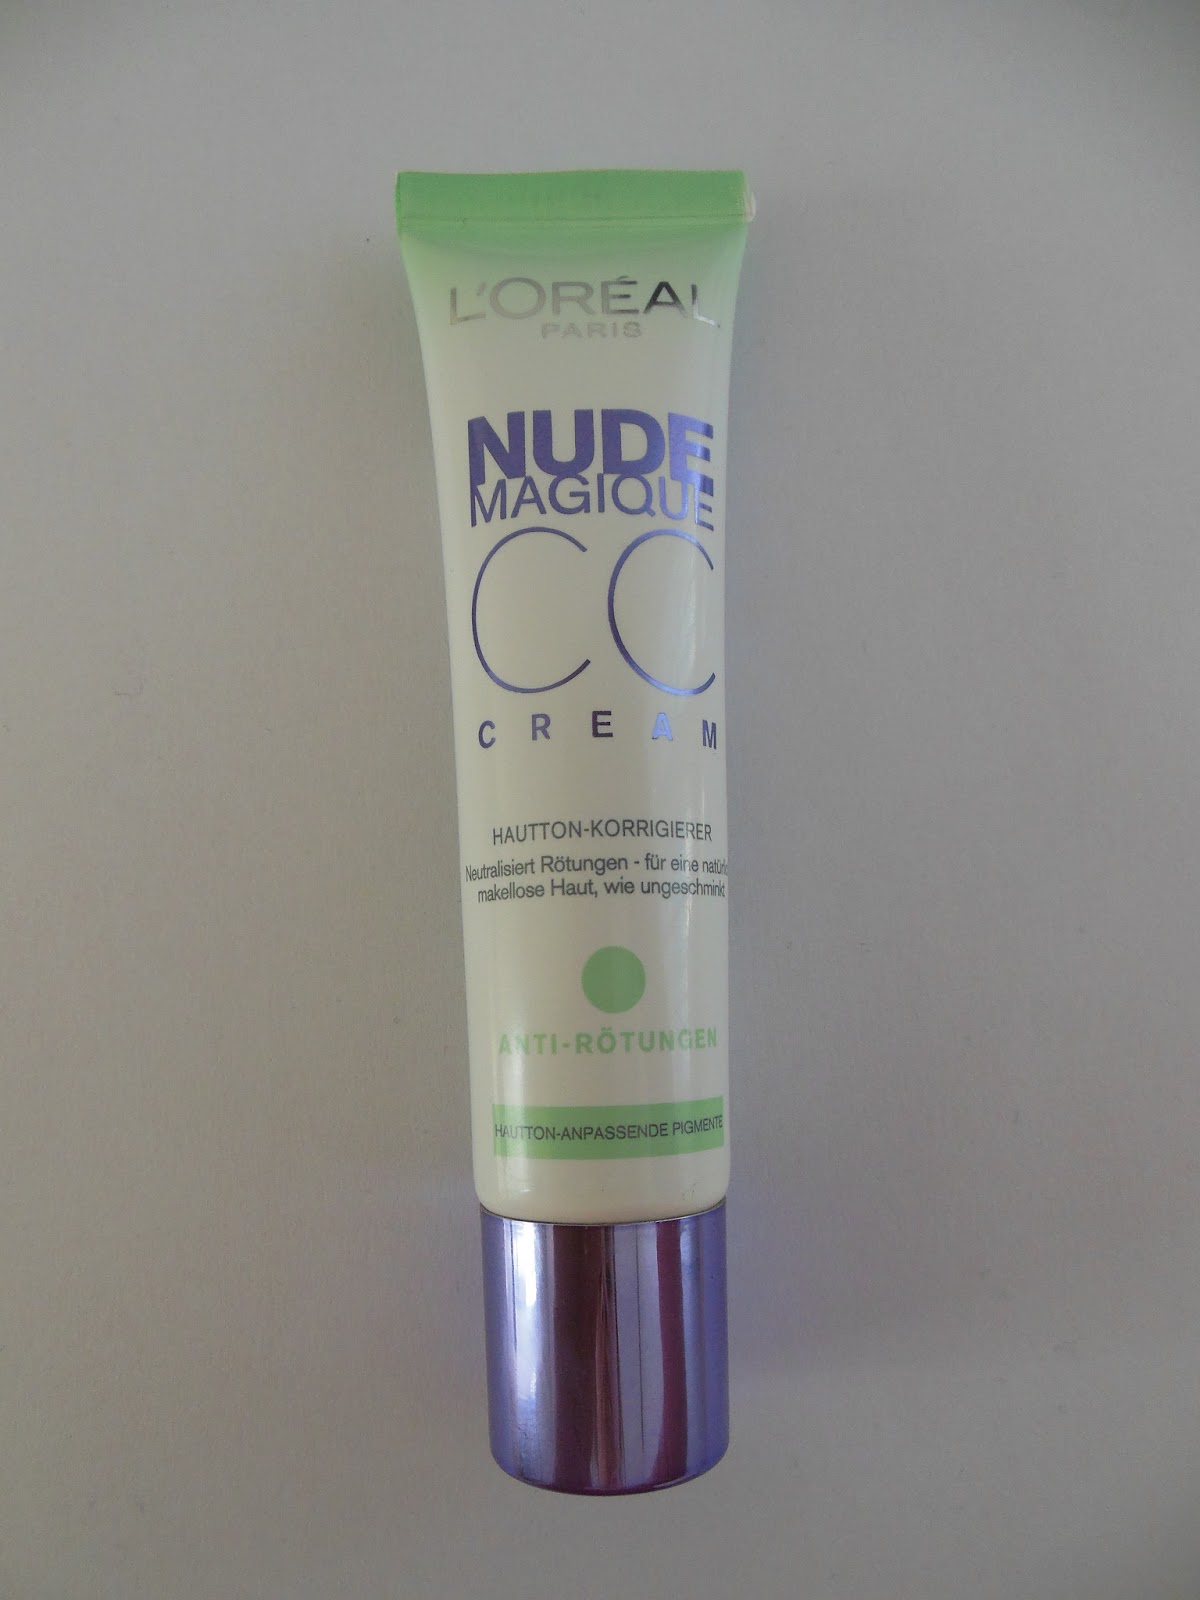 L'ORÉAL
PARIS
NUDE
MAGIQUE
CC
CREAM
HAUTTON-KORRIGIERER
Neutralisiert Rötungen - für eine
makellose Haut, wie ungeschminkt
ANTI-RÖTUNGEN
HAUTTON-ANPASSENDE PIGMENTE